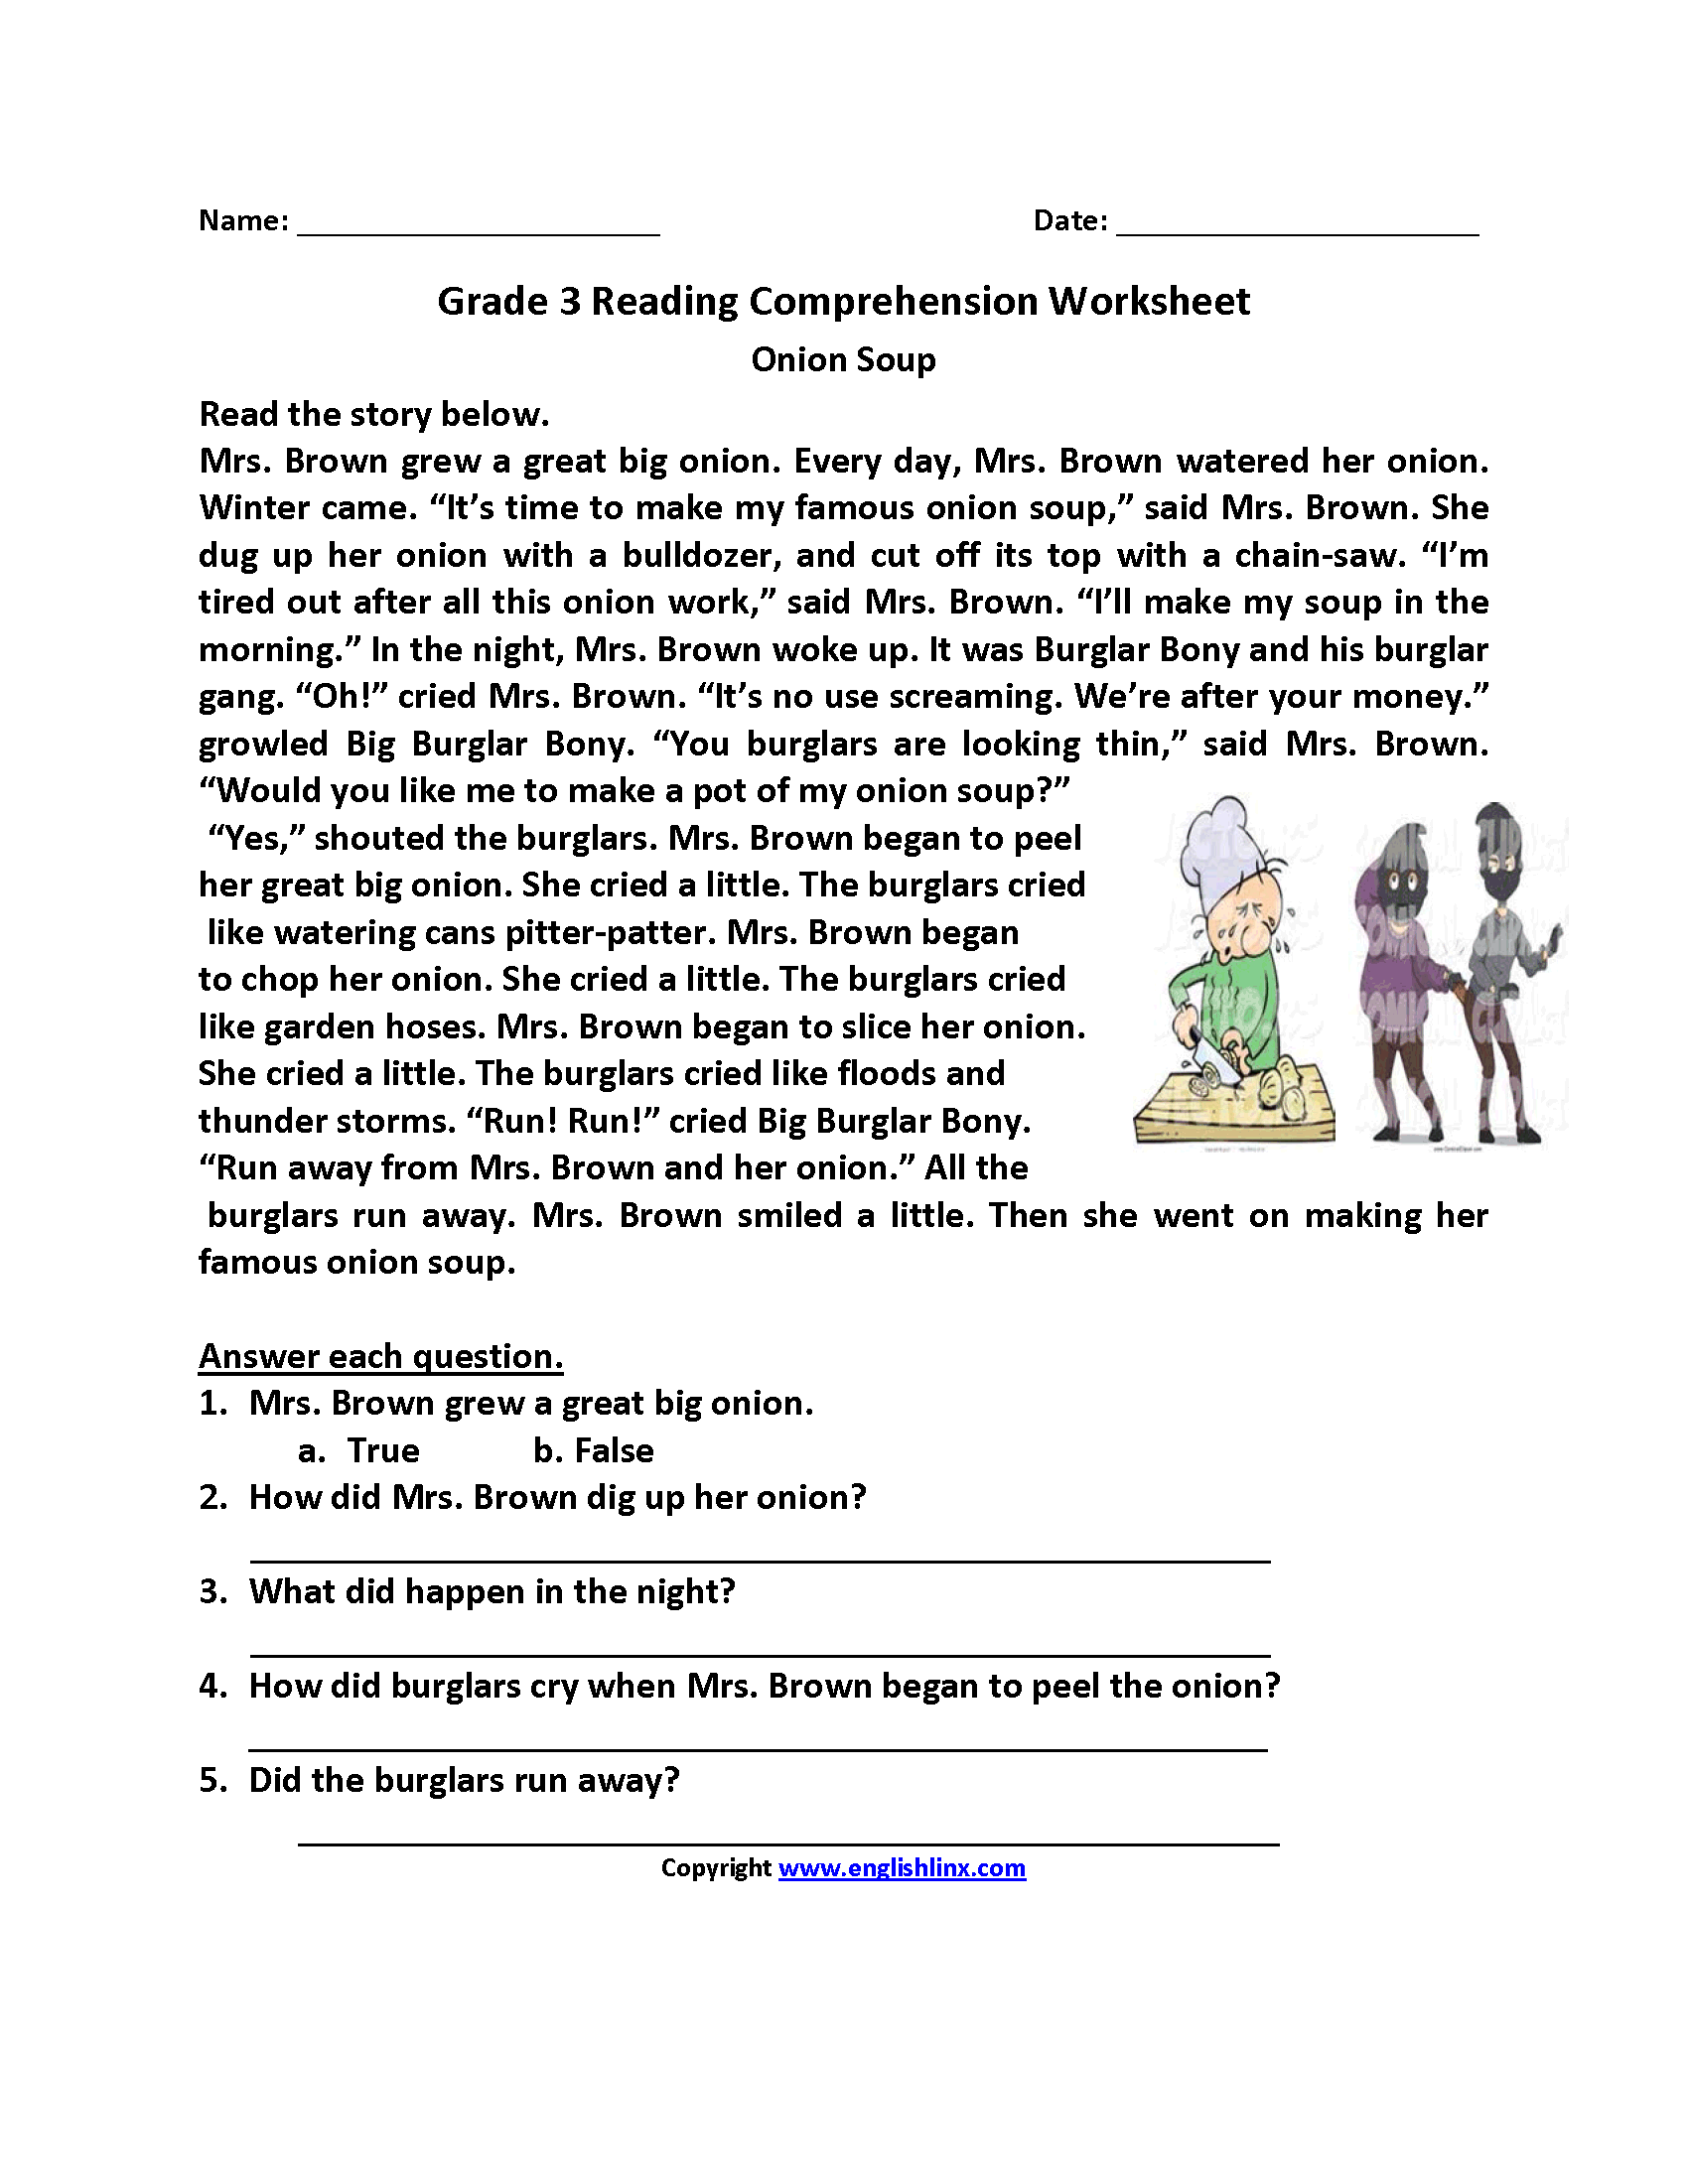 Name: ______________________ Date: ______________________
Grade 3 Reading Comprehension Worksheet
Onion Soup
Read the story below.
Mrs. Brown grew a great big onion. Every day, Mrs. Brown watered her onion.
Winter came. “It’s time to make my famous onion soup,” said Mrs. Brown. She
dug up her onion with a bulldozer, and cut off its top with a chain-saw. “I’m
tired out after all this onion work,” said Mrs. Brown. “I’ll make my soup in the
morning.” In the night, Mrs. Brown woke up. It was Burglar Bony and his burglar
gang. “Oh!” cried Mrs. Brown. “It’s no use screaming. We’re after your money.”
growled Big Burglar Bony. “You burglars are looking thin,” said Mrs. Brown.
“Would you like me to make a pot of my onion soup?”
“Yes,” shouted the burglars. Mrs. Brown began to peel
her great big onion. She cried a little. The burglars cried
like watering cans pitter-patter. Mrs. Brown began
to chop her onion. She cried a little. The burglars cried
like garden hoses. Mrs. Brown began to slice her onion.
She cried a little. The burglars cried like floods and
thunder storms. “Run! Run!” cried Big Burglar Bony.
“Run away from Mrs. Brown and her onion.” All the
burglars run away. Mrs. Brown smiled a little. Then she went on making her
famous onion soup.
Answer each question.
1. Mrs. Brown grew a great big onion.
a. True b. False
2. How did Mrs. Brown dig up her onion?
3. What did happen in the night?
4. How did burglars cry when Mrs. Brown began to peel the onion?
5. Did the burglars run away?
Copyright www.englishlinx.com